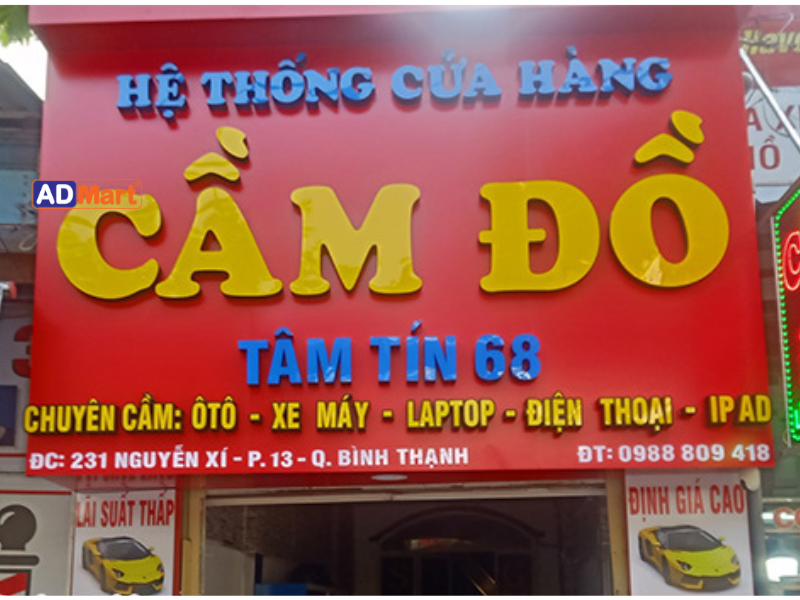 HỆ THỐNG CỬA HÀNG
ADMart
CẦM ĐỒ
TÂM TÍN 68
CHUYÊN CẦM: ÔTÔ - XE MÁY - LAPTOP - ĐIỆN THOẠI - IPAD
ĐC: 231 NGUYỄN XÍ - P.13 - Q. BÌNH THẠNH
ĐT: 0988 809 418
LÃI SUẤT THẤP
ĐỊNH GIÁ CAO